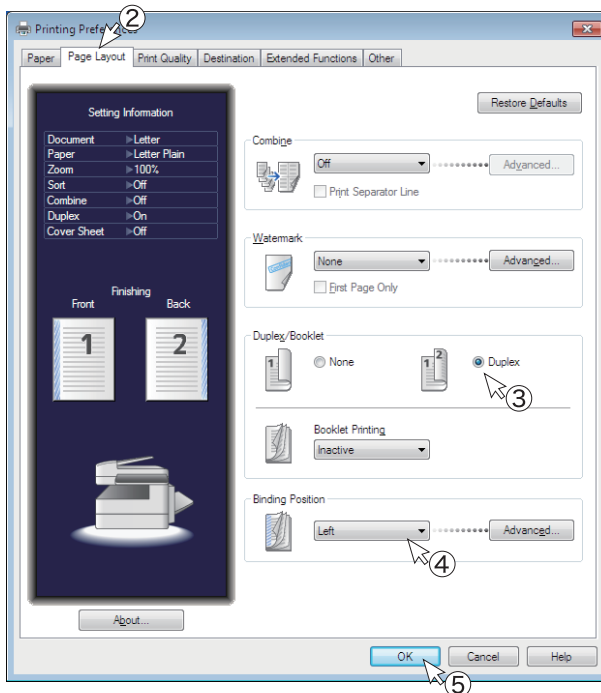 ②
Printing Preferences
Paper Page Layout Print Quality Destination Extended Functions Other
Setting Information
Document ▶Letter
Paper ▶Letter Plain
Zoom ▶100%
Sort ▶Off
Combine ▶Off
Duplex ▶On
Cover Sheet ▶Off
Finishing
Front Back
1 2
About...
Restore Defaults
Combine
Off Advanced...
Print Separator Line
Watermark
None Advanced...
First Page Only
Duplex/Booklet
1 None 1 2 Duplex
③
Booklet Printing
Inactive
Binding Position
Left Advanced...
④
OK Cancel Help
⑤